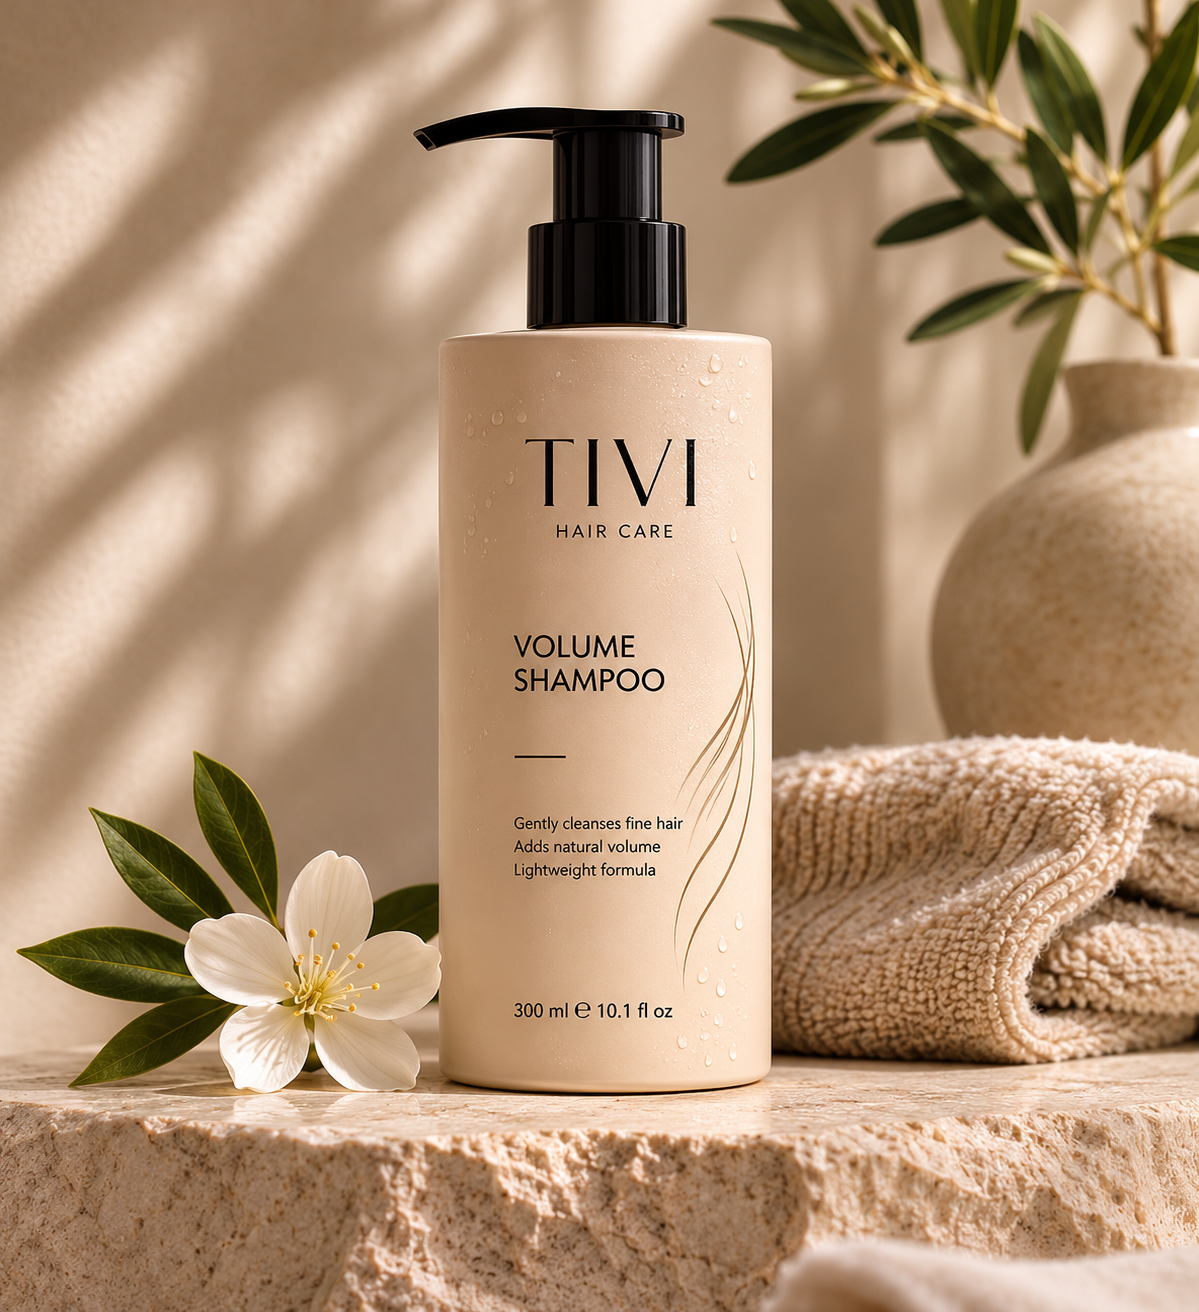 TIVI
HAIR CARE
VOLUME
SHAMPOO
Gently cleanses fine hair
Adds natural volume
Lightweight formula
300 ml ℮ 10.1 fl oz